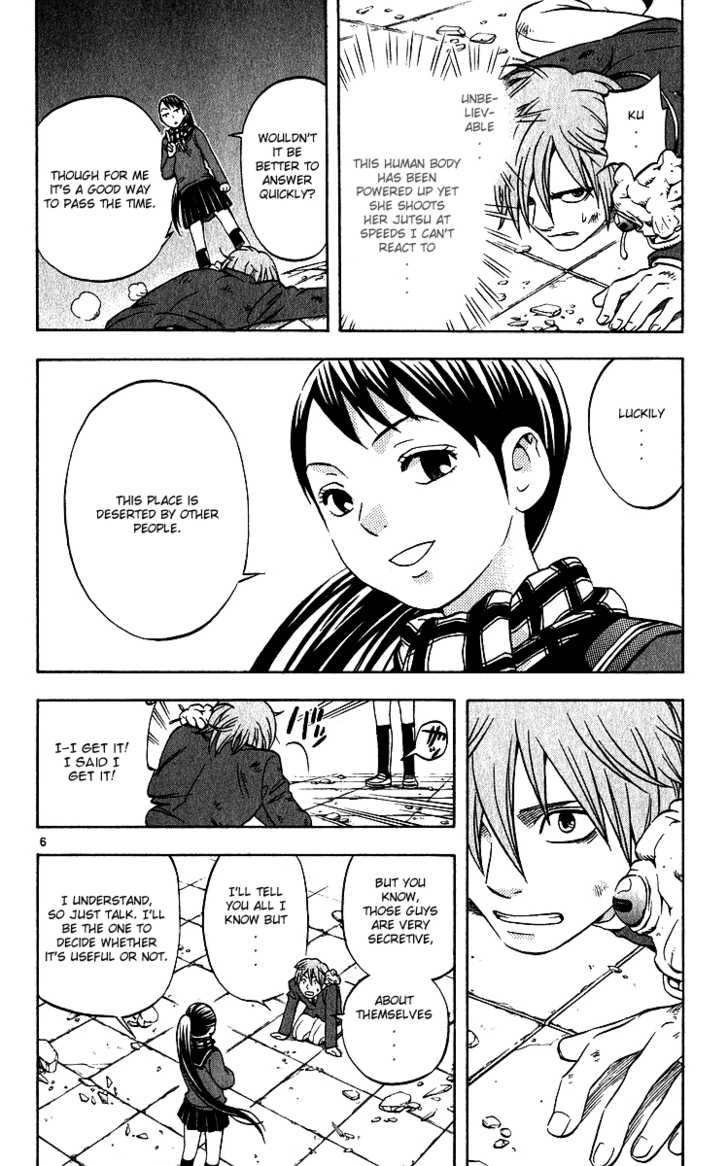 KU
. . .
UNBE-
LIEV-
ABLE
. . .
THIS HUMAN BODY
HAS BEEN
POWERED UP YET
SHE SHOOTS
HER JUTSU AT
SPEEDS I CAN'T
REACT TO
. . .
WOULDN'T
IT BE
BETTER TO
ANSWER
QUICKLY?
THOUGH FOR ME
IT'S A GOOD WAY
TO PASS THE TIME.
LUCKILY
. . .
THIS PLACE IS
DESERTED BY OTHER
PEOPLE.
I-I GET IT!
I SAID I
GET IT!
6
BUT YOU
KNOW,
THOSE GUYS
ARE VERY
SECRETIVE,
ABOUT
THEMSELVES
. . .
I'LL TELL
YOU ALL I
KNOW BUT
. . .
I UNDERSTAND,
SO JUST TALK. I'LL
BE THE ONE TO
DECIDE WHETHER
IT'S USEFUL OR NOT.